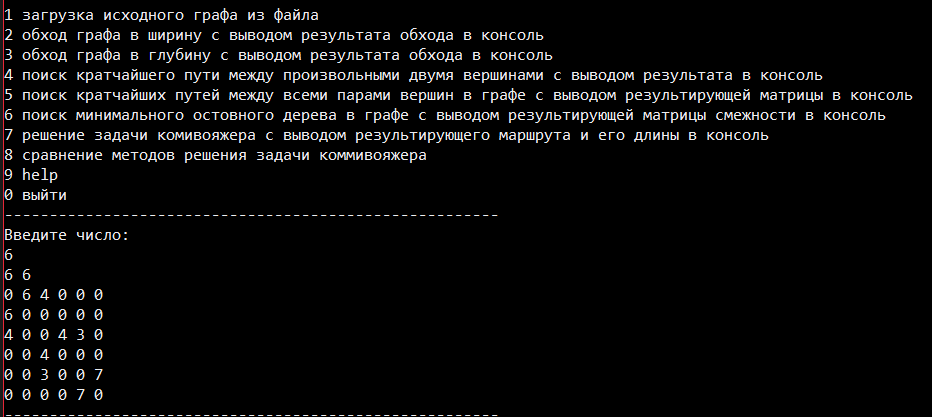 1 загрузка исходного графа из файла
2 обход графа в ширину с выводом результата обхода в консоль
3 обход графа в глубину с выводом результата обхода в консоль
4 поиск кратчайшего пути между произвольными двумя вершинами с выводом результата в консоль
5 поиск кратчайших путей между всеми парами вершин в графе с выводом результирующей матрицы в консоль
6 поиск минимального остовного дерева в графе с выводом результирующей матрицы смежности в консоль
7 решение задачи комивояжера с выводом результирующего маршрута и его длины в консоль
8 сравнение методов решения задачи коммивояжера
9 help
0 выйти
-------------------------------------------------------
Введите число:
6
6 6
0 6 4 0 0 0
6 0 0 0 0 0
4 0 0 4 3 0
0 0 4 0 0 0
0 0 3 0 0 7
0 0 0 0 7 0
-------------------------------------------------------